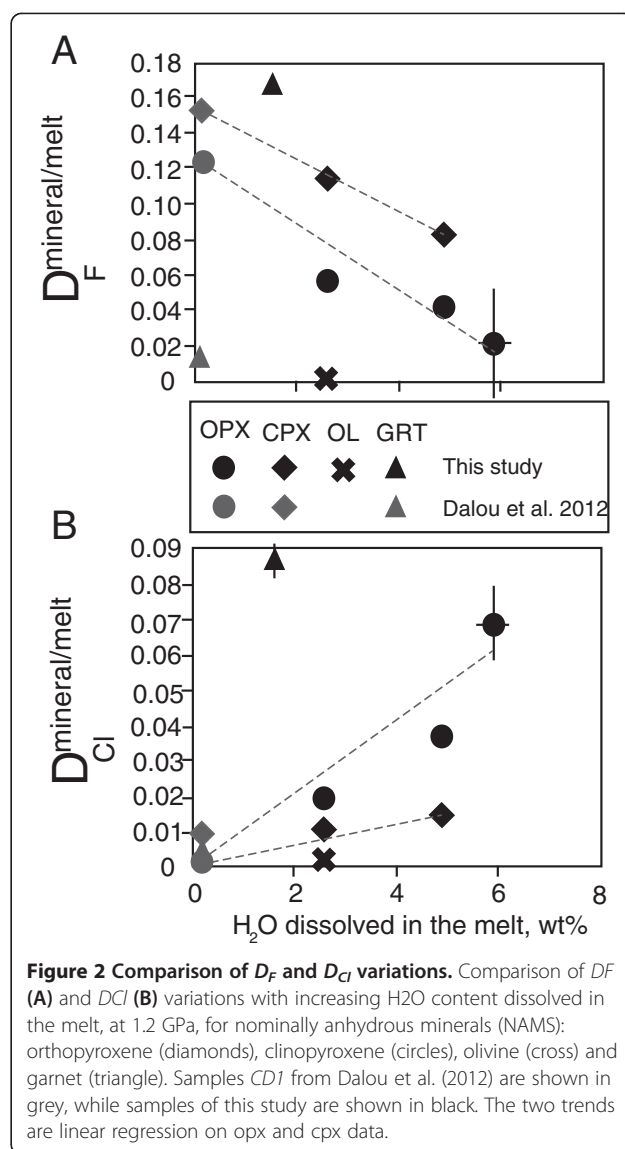 A
0.18
0.16
0.14
0.12
0.10
0.08
0.06
0.04
0.02
0
D F mineral/melt
OPX CPX OL GRT
This study
Dalou et al. 2012
B
0.09
0.08
0.07
0.06
0.05
0.04
0.03
0.02
0.01
0
D Cl mineral/melt
0 2 4 6 8
H2O dissolved in the melt, wt%
Figure 2 Comparison of DF and DCl variations. Comparison of DF
(A) and DCl (B) variations with increasing H2O content dissolved in
the melt, at 1.2 GPa, for nominally anhydrous minerals (NAMS):
orthopyroxene (diamonds), clinopyroxene (circles), olivine (cross) and
garnet (triangle). Samples CD1 from Dalou et al. (2012) are shown in
grey, while samples of this study are shown in black. The two trends
are linear regression on opx and cpx data.